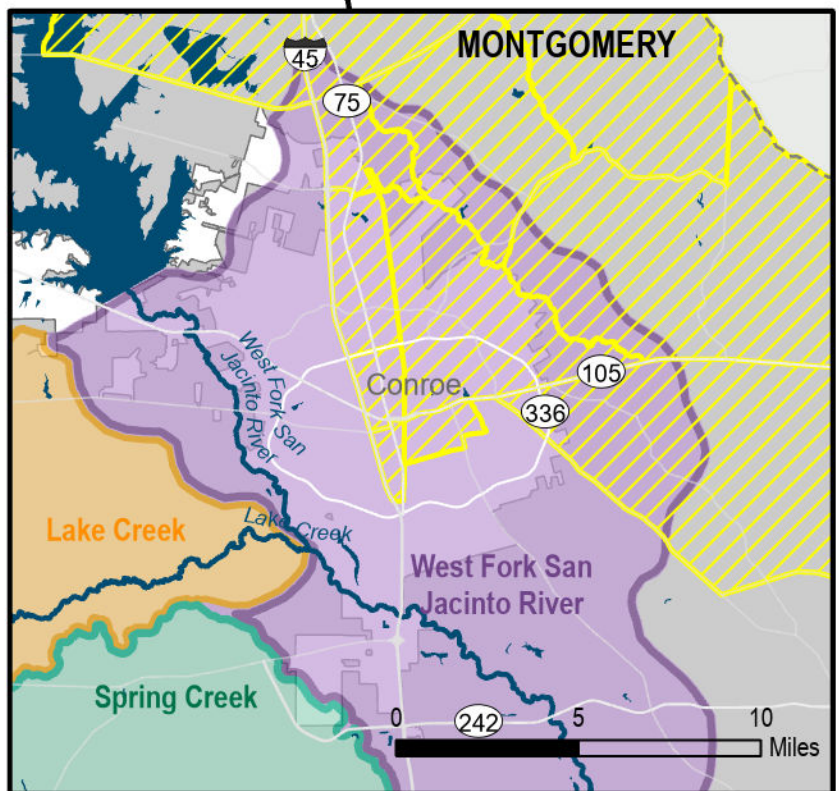 MONTGOMERY
45
75
West Fork San
Jacinto River
Conroe
105
336
Lake Creek
Lake Creek
West Fork San
Jacinto River
Spring Creek
0
5
10
242
Miles